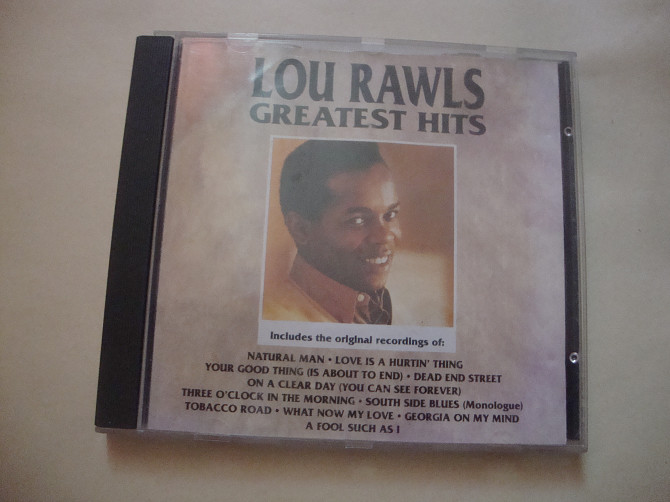 LOU RAWLS
GREATEST HITS
Includes the original recordings of:
NATURAL MAN • LOVE IS A HURTIN' THING
YOUR GOOD THING (IS ABOUT TO END) • DEAD END STREET
ON A CLEAR DAY (YOU CAN SEE FOREVER)
THREE O'CLOCK IN THE MORNING • SOUTH SIDE BLUES (Monologue)
TOBACCO ROAD • WHAT NOW MY LOVE • GEORGIA ON MY MIND
A FOOL SUCH AS I